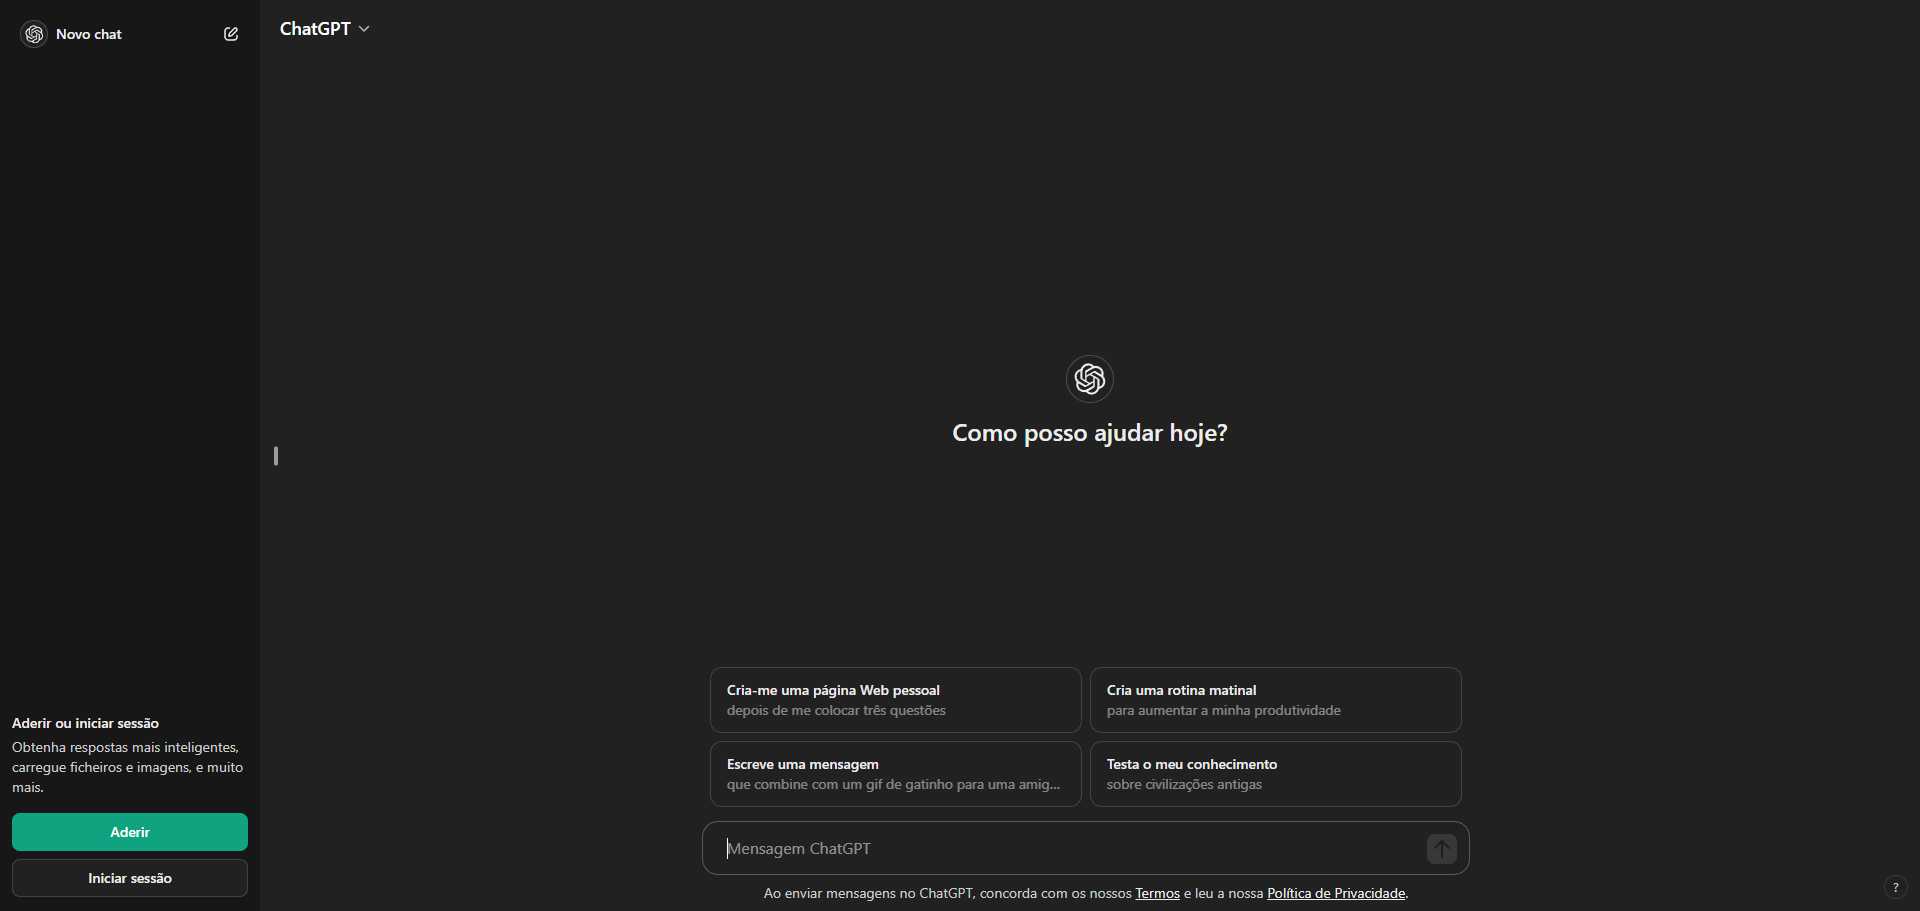 Novo chat
ChatGPT
Como posso ajudar hoje?
Cria-me uma página Web pessoal
depois de me colocar três questões
Cria uma rotina matinal
para aumentar a minha produtividade
Escreve uma mensagem
que combine com um gif de gatinho para uma amig...
Testa o meu conhecimento
sobre civilizações antigas
Aderir ou iniciar sessão
Obtenha respostas mais inteligentes,
carregue ficheiros e imagens, e muito
mais.
Aderir
Iniciar sessão
Mensagem ChatGPT
Ao enviar mensagens no ChatGPT, concorda com os nossos Termos e leu a nossa Política de Privacidade.
?